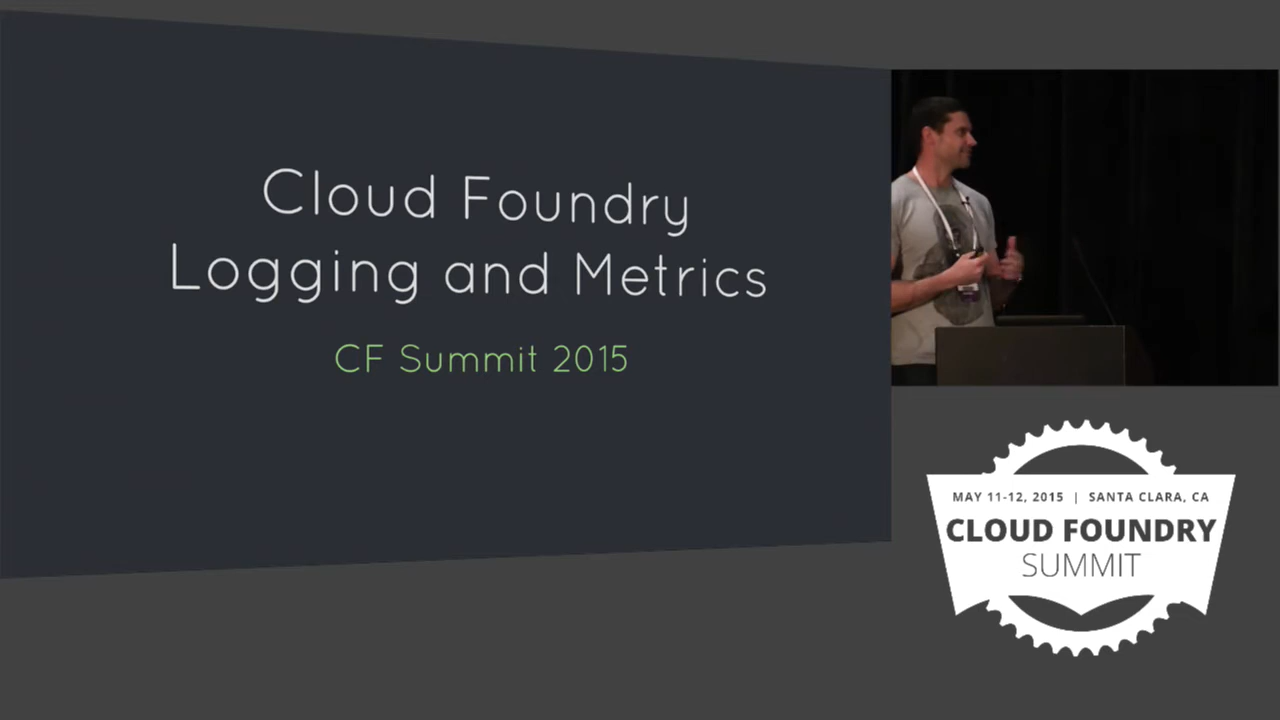 Cloud Foundry
Logging and Metrics
CF Summit 2015
MAY 11-12, 2015 | SANTA CLARA, CA
CLOUD FOUNDRY
SUMMIT